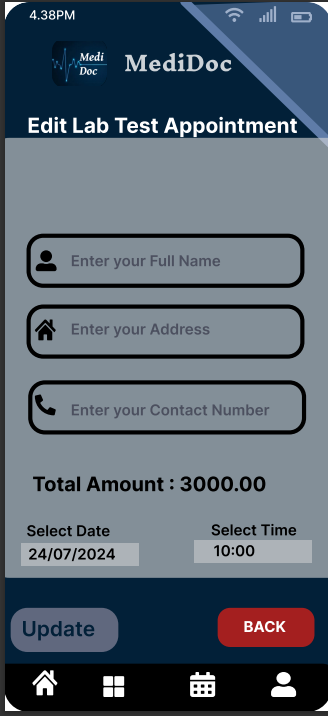 4.38PM
Medi
Doc
MediDoc
Edit Lab Test Appointment
Enter your Full Name
Enter your Address
Enter your Contact Number
Total Amount : 3000.00
Select Date
Select Time
24/07/2024
10:00
Update
BACK